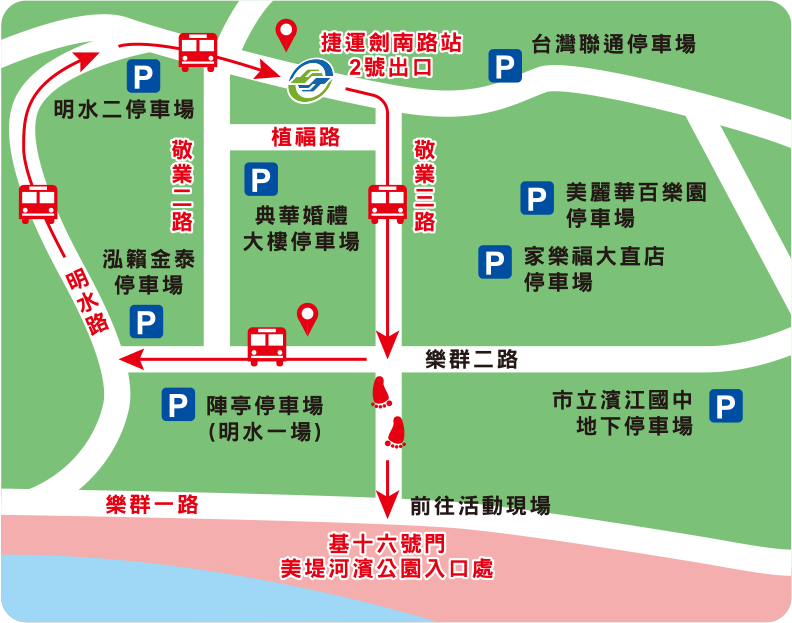 捷運劍南路站
2號出口
台灣聯通停車場
P
P
明水二停車場
植福路
敬業二路
敬業三路
P
典華婚禮
大樓停車場
P
美麗華百樂園
停車場
P
家樂福大直店
停車場
泓籟金泰
停車場
P
明水路
樂群二路
P
陣亭停車場
(明水一場)
市立濱江國中
地下停車場
P
樂群一路
前往活動現場
基十六號門
美堤河濱公園入口處